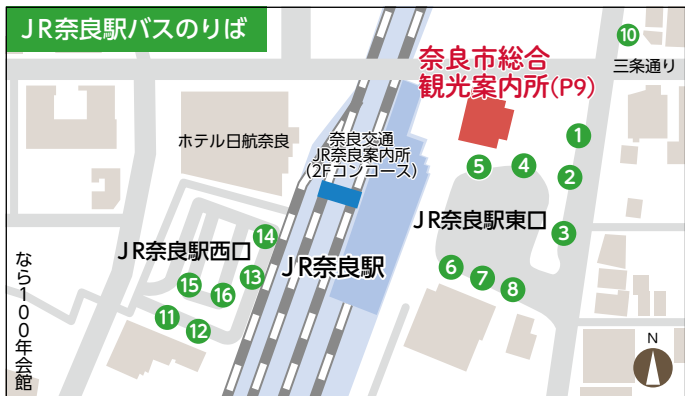 JR奈良駅バスのりば
10
三条通り
奈良市総合
観光案内所(P9)
1
ホテル日航奈良
奈良交通
JR奈良案内所
(2Fコンコース)
5
4
2
JR奈良駅東口
3
14
JR奈良駅西口
JR奈良駅
6
7
8
13
15
16
11
12
なら100年会館
N